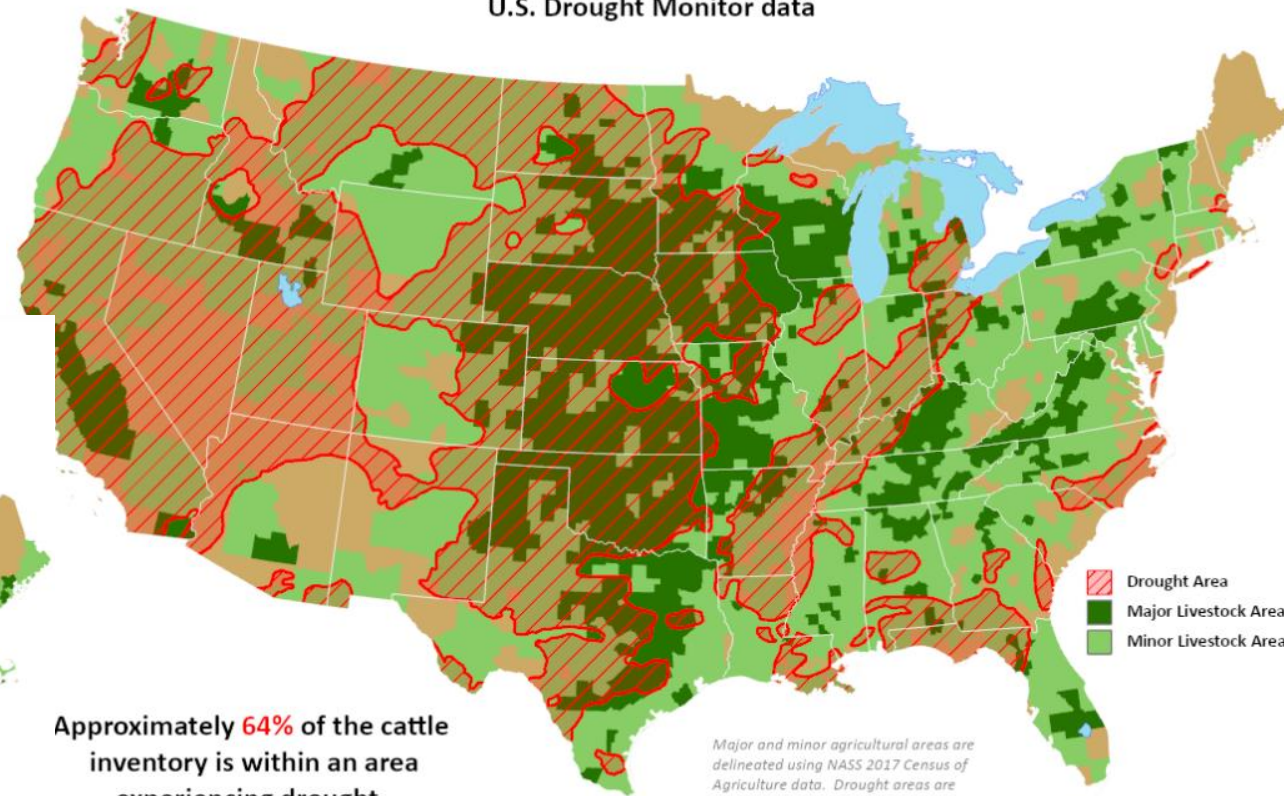 U.S. Drought Monitor data
Drought Area
Major Livestock Area
Minor Livestock Area
Approximately 64% of the cattle
inventory is within an area
experiencing drought
Major and minor agricultural areas are
delineated using NASS 2017 Census of
Agriculture data. Drought areas are